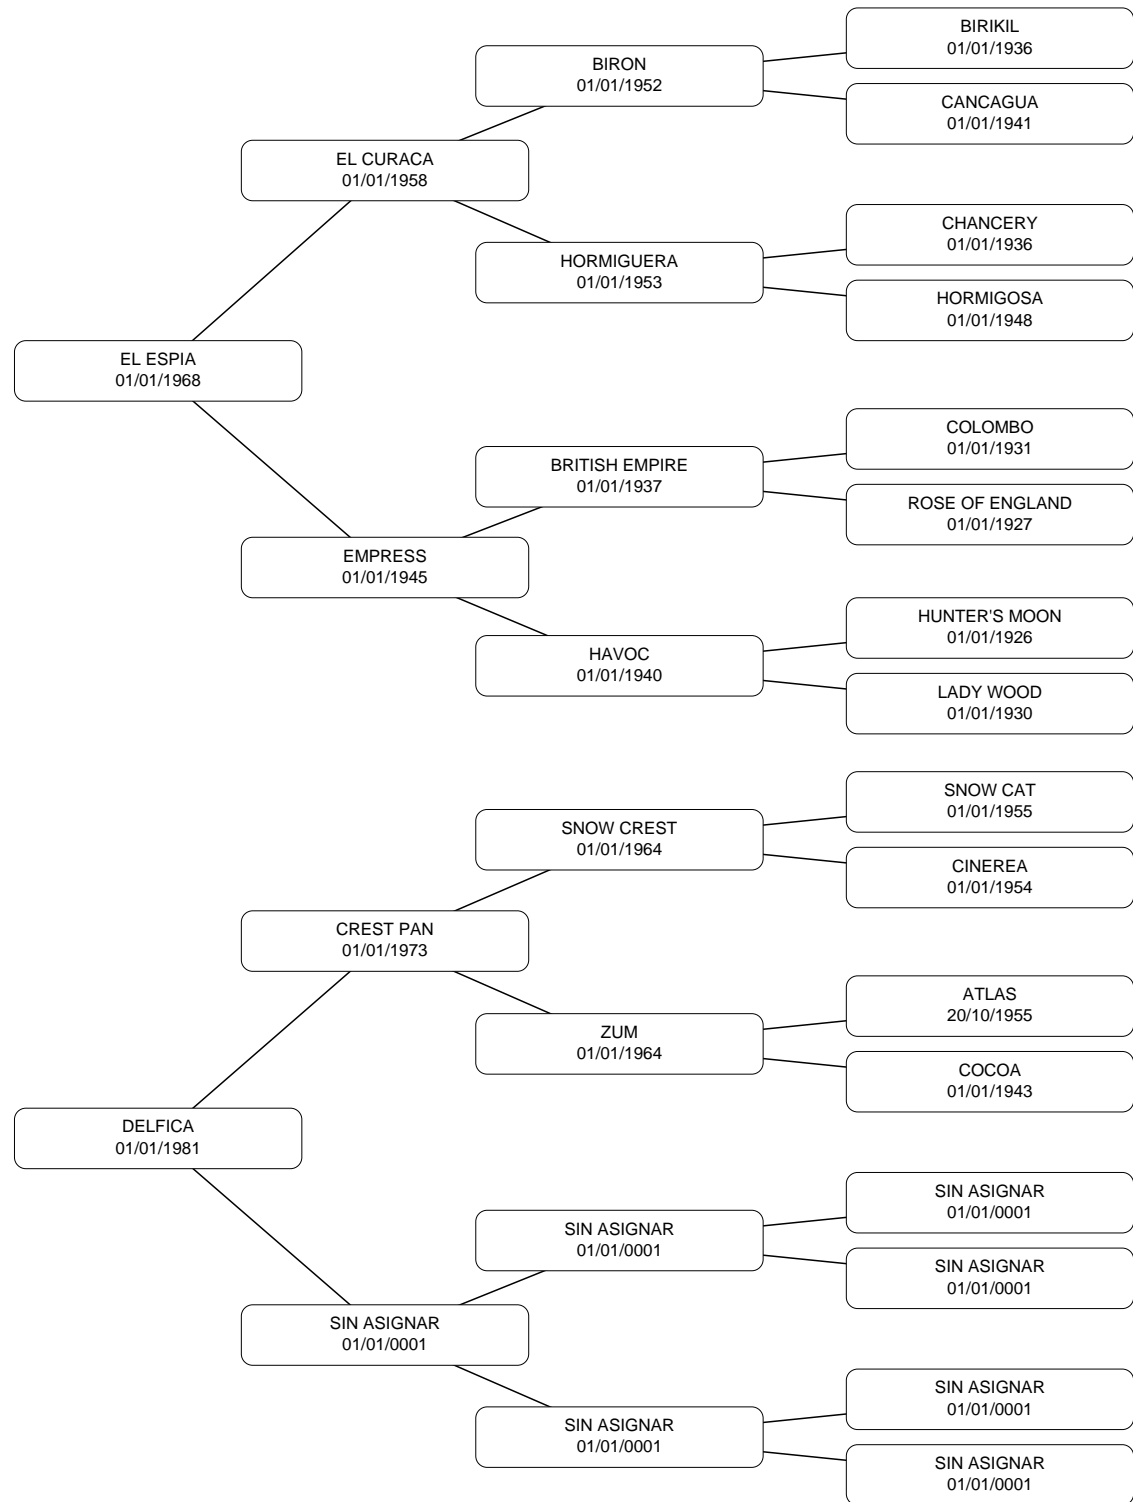 BIRIKIL
01/01/1936
BIRON
01/01/1952
CANCAGUA
01/01/1941
EL CURACA
01/01/1958
CHANCERY
01/01/1936
HORMIGUERA
01/01/1953
HORMIGOSA
01/01/1948
EL ESPIA
01/01/1968
COLOMBO
01/01/1931
BRITISH EMPIRE
01/01/1937
ROSE OF ENGLAND
01/01/1927
EMPRESS
01/01/1945
HUNTER'S MOON
01/01/1926
HAVOC
01/01/1940
LADY WOOD
01/01/1930
SNOW CAT
01/01/1955
SNOW CREST
01/01/1964
CINEREA
01/01/1954
CREST PAN
01/01/1973
ATLAS
20/10/1955
ZUM
01/01/1964
COCOA
01/01/1943
DELFICA
01/01/1981
SIN ASIGNAR
01/01/0001
SIN ASIGNAR
01/01/0001
SIN ASIGNAR
01/01/0001
SIN ASIGNAR
01/01/0001
SIN ASIGNAR
01/01/0001
SIN ASIGNAR
01/01/0001
SIN ASIGNAR
01/01/0001